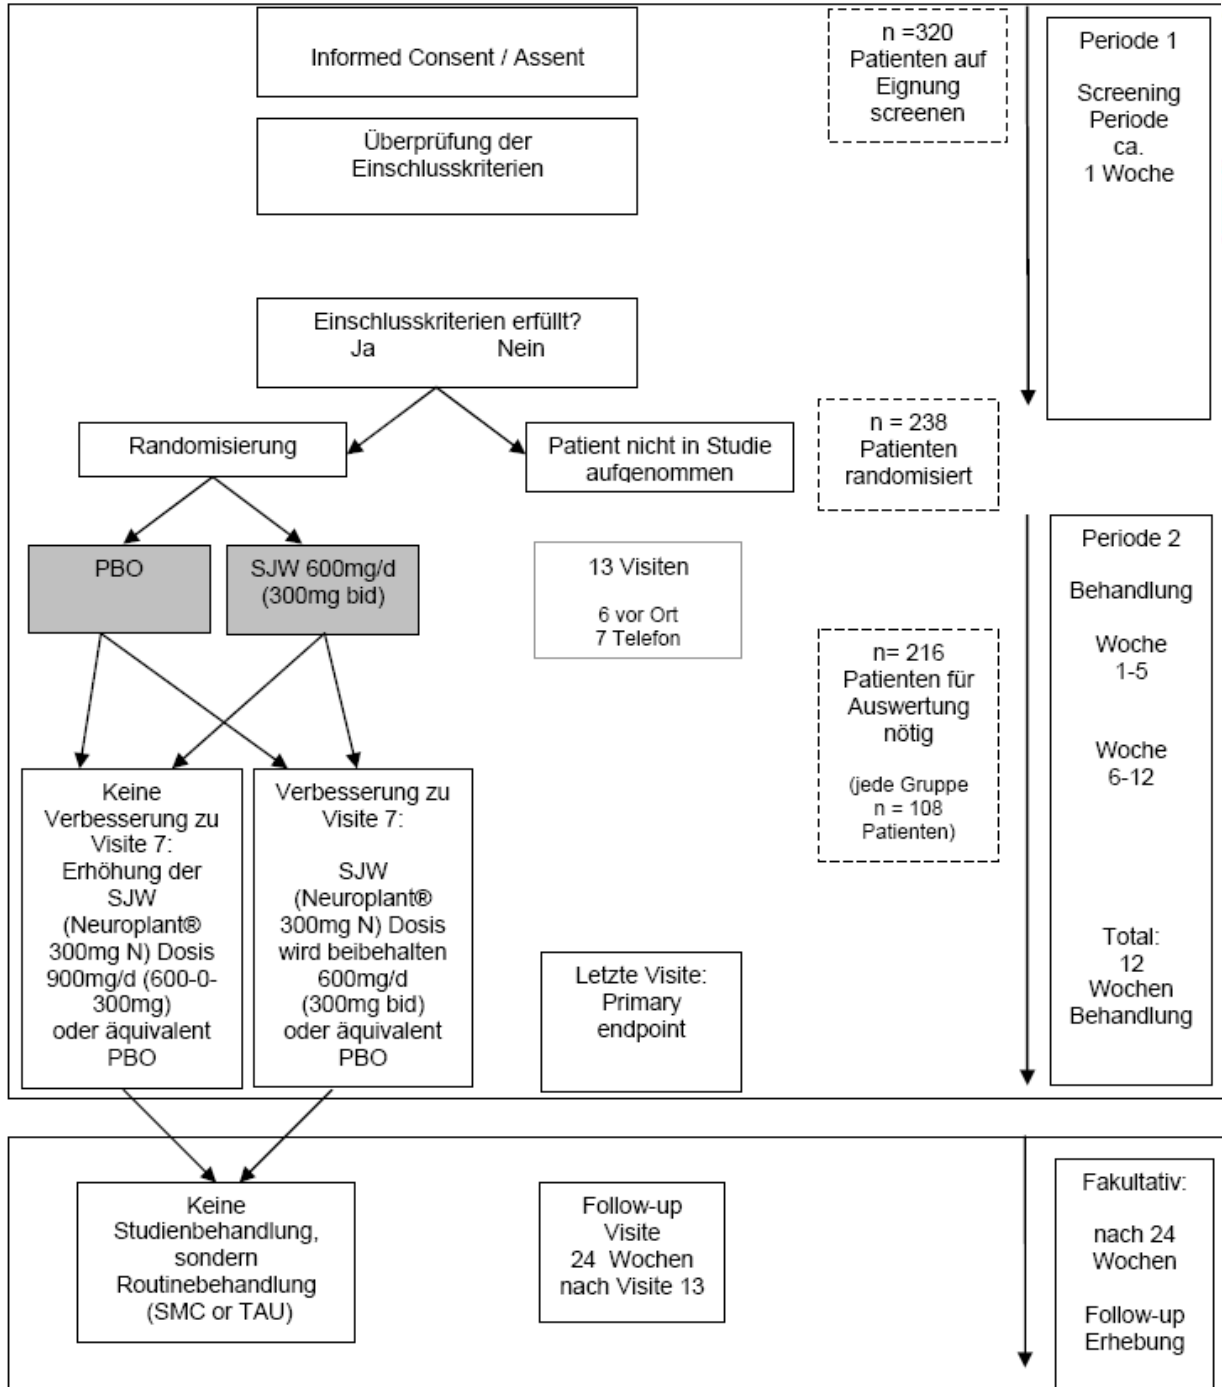 Informed Consent / Assent
n =320
Patienten auf
Eignung
screenen
Periode 1
Screening
Periode
ca.
1 Woche
Überprüfung der
Einschlusskriterien
Einschlusskriterien erfüllt?
Ja Nein
Randomisierung
Patient nicht in Studie
aufgenommen
n = 238
Patienten
randomisiert
PBO
SJW 600mg/d
(300mg bid)
13 Visiten
6 vor Ort
7 Telefon
n= 216
Patienten für
Auswertung
nötig
(jede Gruppe
n = 108
Patienten)
Periode 2
Behandlung
Woche
1-5
Woche
6-12
Total:
12
Wochen
Behandlung
Keine
Verbesserung zu
Visite 7:
Erhöhung der
SJW
(Neuroplant®
300mg N) Dosis
900mg/d (600-0-
300mg)
oder äquivalent
PBO
Verbesserung zu
Visite 7:
SJW
(Neuroplant®
300mg N) Dosis
wird beibehalten
600mg/d
(300mg bid)
oder äquivalent
PBO
Letzte Visite:
Primary
endpoint
Keine
Studienbehandlung,
sondern
Routinebehandlung
(SMC or TAU)
Follow-up
Visite
24 Wochen
nach Visite 13
Fakultativ:
nach 24
Wochen
Follow-up
Erhebung